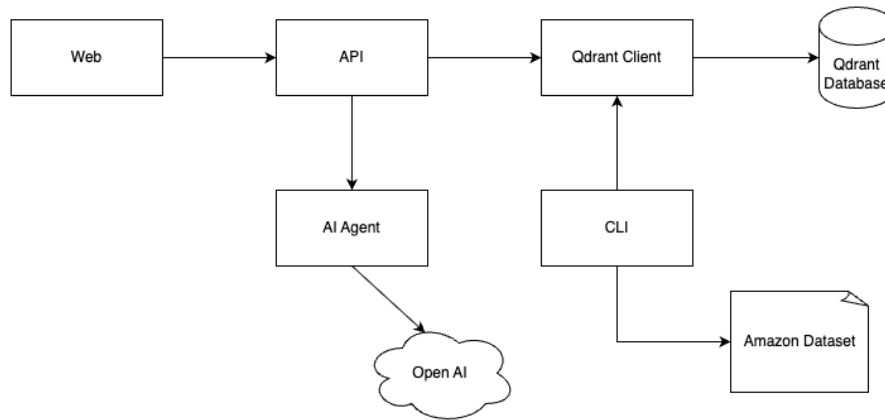 Web
API
Qdrant Client
Qdrant
Database
AI Agent
CLI
Open AI
Amazon Dataset